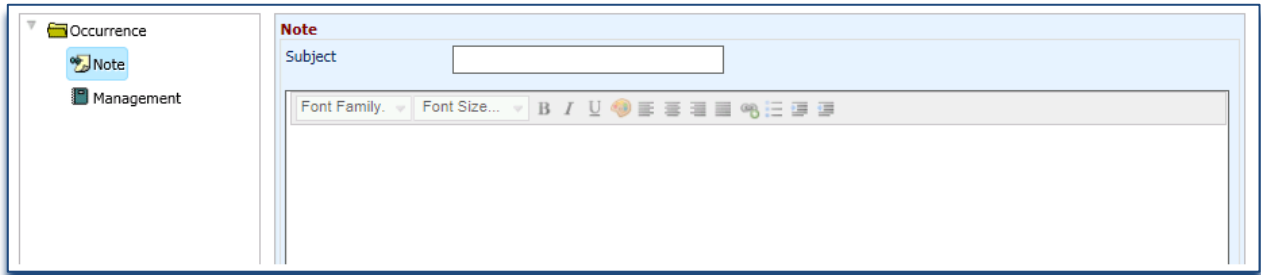 Occurrence
Note
Management
Note
Subject
Font Family.
Font Size...
B I U